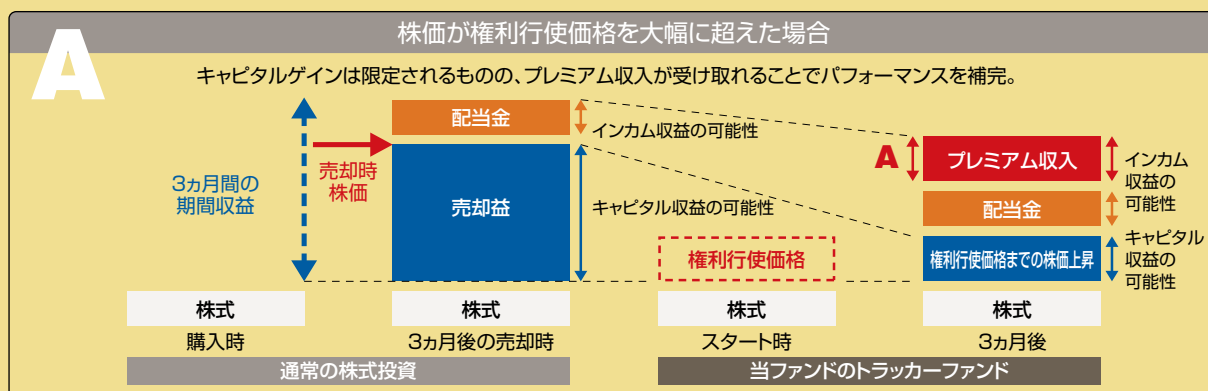 A
株価が権利行使価格を大幅に超えた場合
キャピタルゲインは限定されるものの、プレミアム収入が受け取れることでパフォーマンスを補完。
3ヵ月間の
期間収益
売却時
株価
配当金
インカム収益の可能性
売却益
キャピタル収益の可能性
権利行使価格
A
プレミアム収入
インカム
収益の
可能性
配当金
権利行使価格までの株価上昇
キャピタル
収益の
可能性
株式
株式
株式
株式
購入時
3ヵ月後の売却時
スタート時
3ヵ月後
通常の株式投資
当ファンドのトラッカーファンド